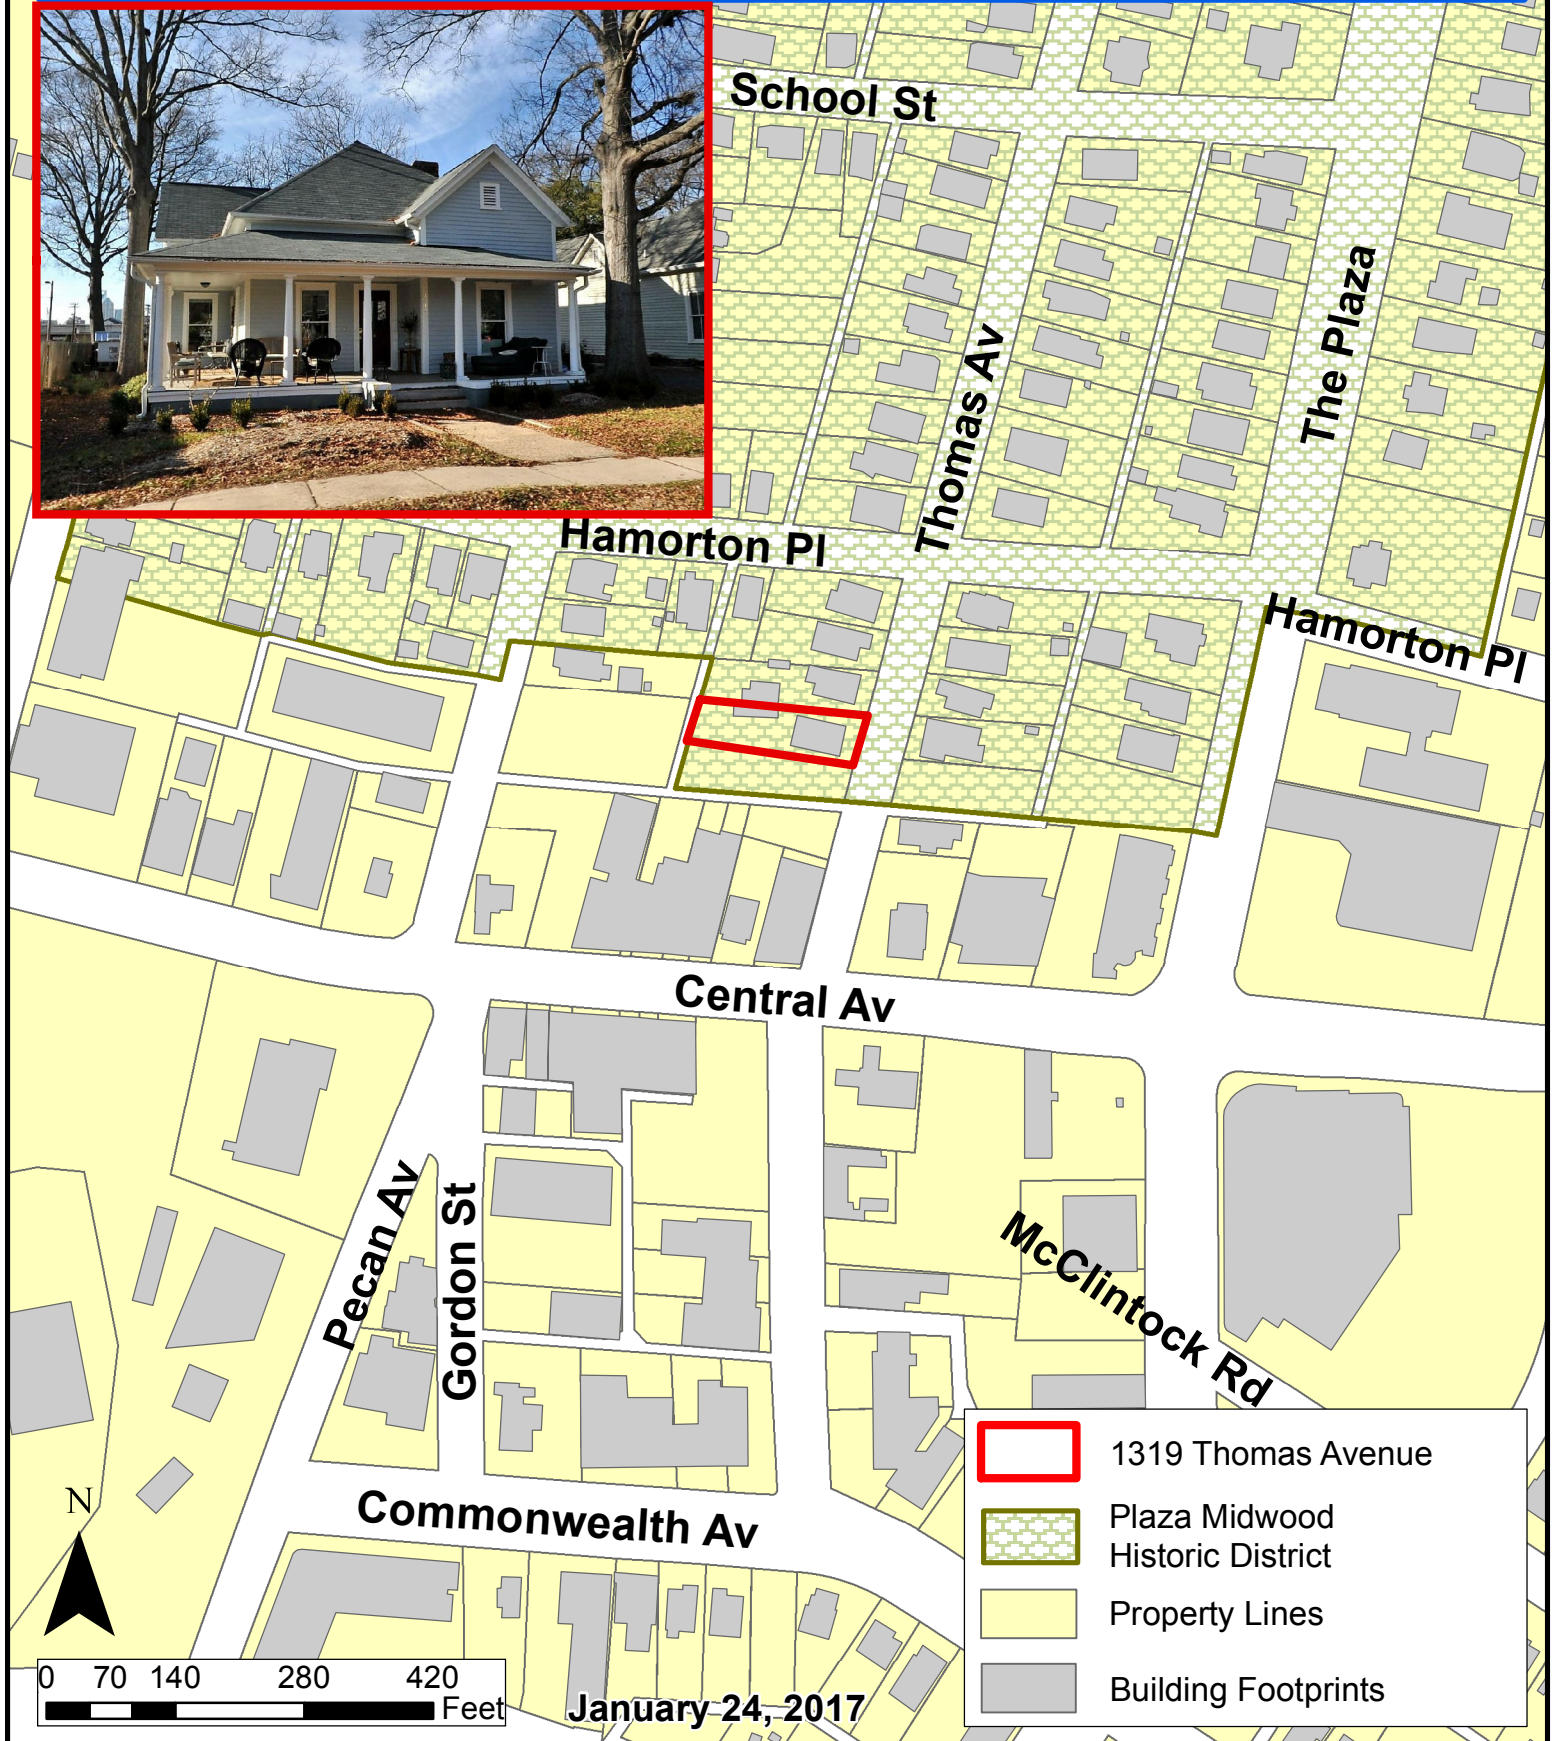 School St
The Plaza
Thomas Av
Hamorton Pl
Hamorton Pl
Central Av
McClintock Rd
Pecan Av
Gordon St
Commonwealth Av
N
0 70 140 280 420
Feet
January 24, 2017
1319 Thomas Avenue
Plaza Midwood
Historic District
Property Lines
Building Footprints